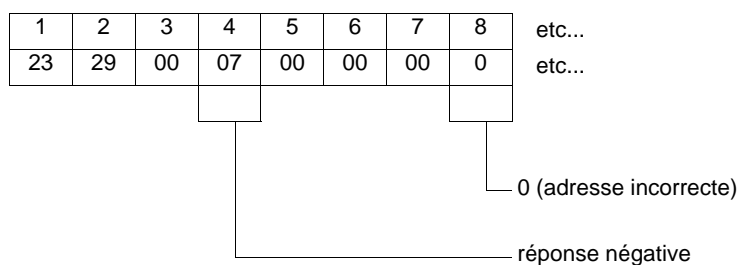 1 2 3 4 5 6 7 8 etc...
23 29 00 07 00 00 00 0 etc...
0 (adresse incorrecte)
réponse négative